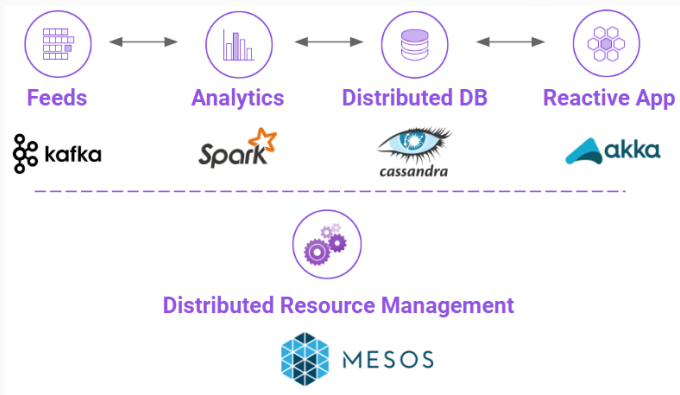 Feeds
Analytics
Distributed DB
Reactive App
kafka
Spark
cassandra
akka
Distributed Resource Management
MESOS